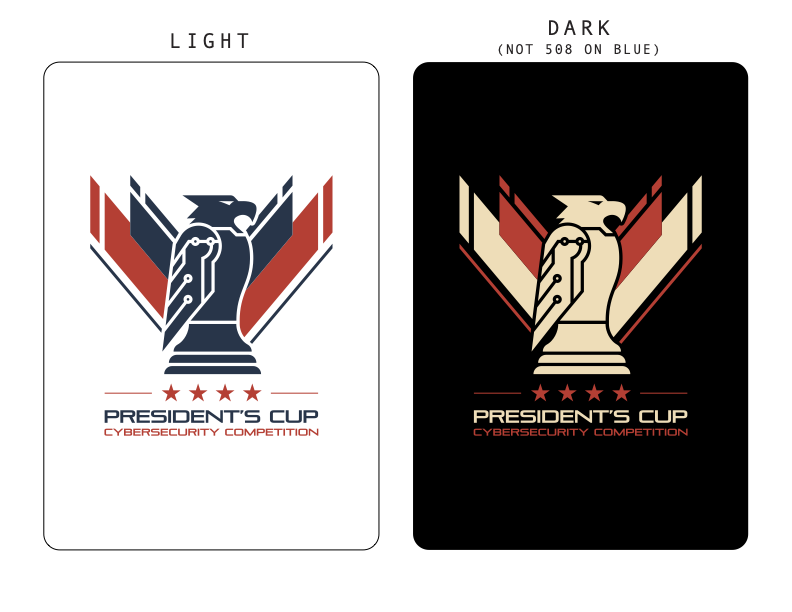 LIGHT
PRESIDENT'S CUP
CYBERSECURITY COMPETITION
DARK
(NOT 508 ON BLUE)
PRESIDENT'S CUP
CYBERSECURITY COMPETITION